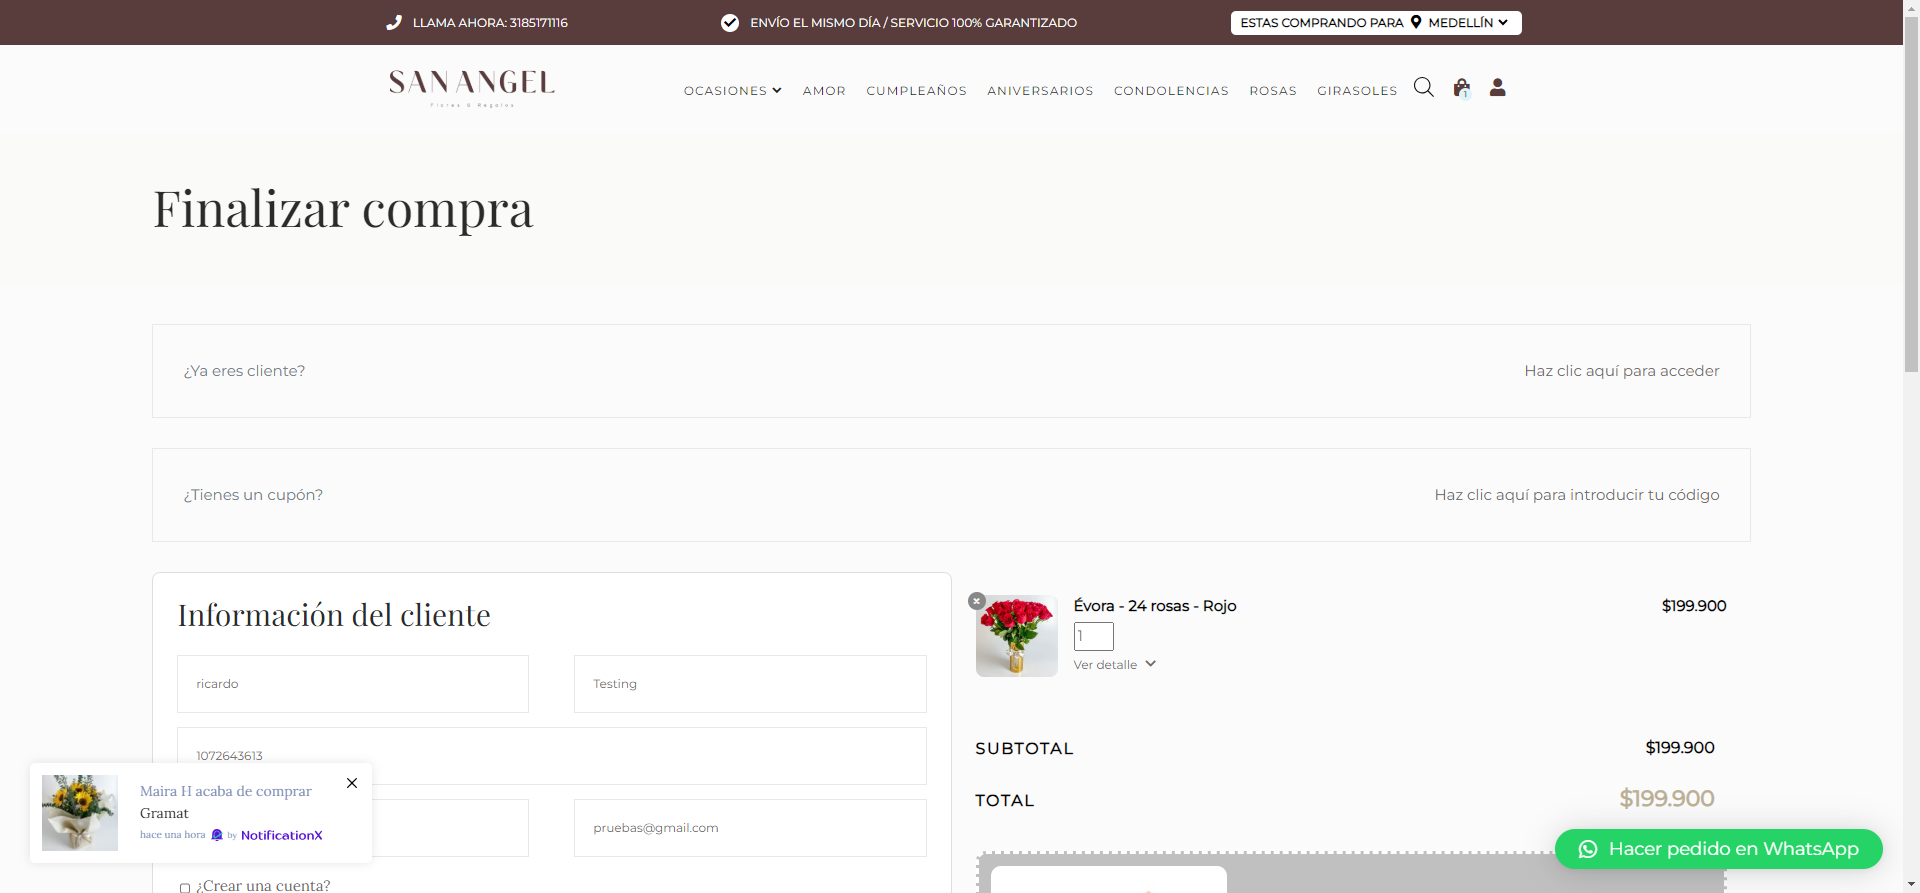 LLAMA AHORA: 3185171116
ENVÍO EL MISMO DÍA / SERVICIO 100% GARANTIZADO
ESTAS COMPRANDO PARA MEDELLÍN
SAN ANGEL
Flores & Regalos
OCASIONES AMOR CUMPLEAÑOS ANIVERSARIOS CONDOLENCIAS ROSAS GIRASOLES
1
Finalizar compra
¿Ya eres cliente? Haz clic aquí para acceder
¿Tienes un cupón? Haz clic aquí para introducir tu código
Información del cliente
ricardo
Testing
1072643613
pruebas@gmail.com
¿Crear una cuenta?
Évora - 24 rosas - Rojo $199.900
1
Ver detalle
SUBTOTAL $199.900
TOTAL $199.900
Maira H acaba de comprar
Gramat
hace una hora by NotificationX
Hacer pedido en WhatsApp